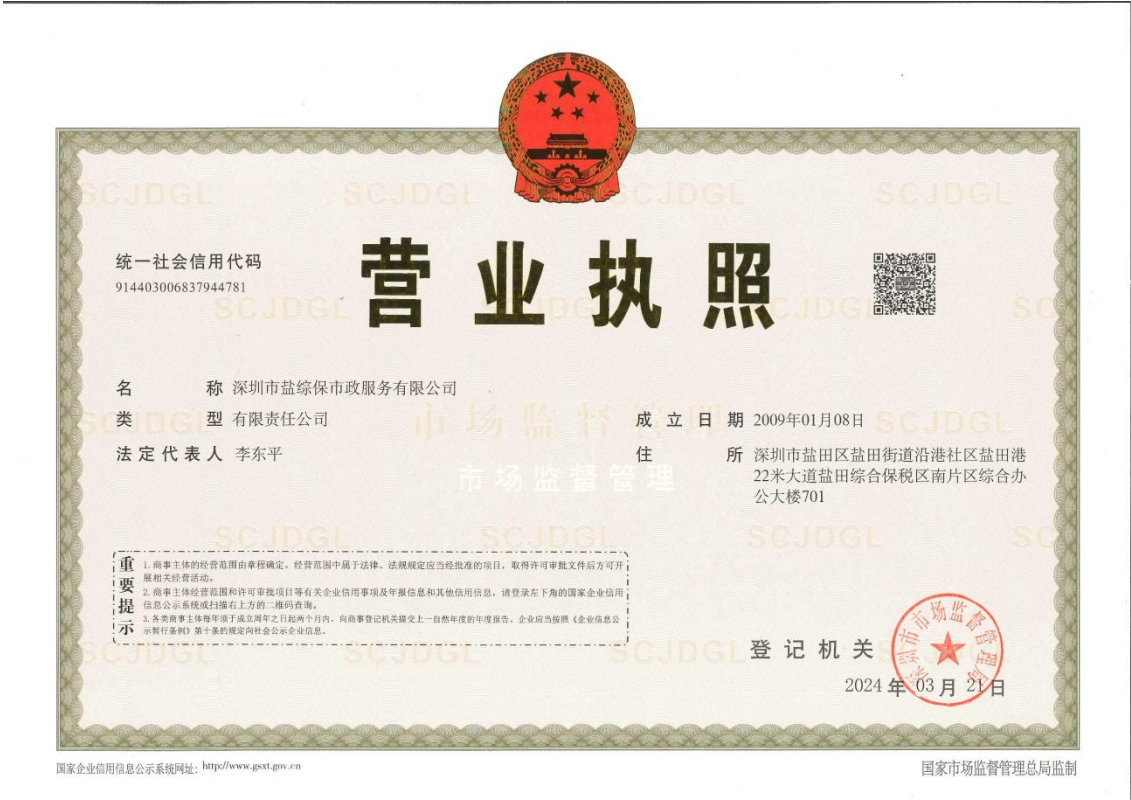 营业执照
统一社会信用代码
914403006837944781
名称 深圳市盐综保市政服务有限公司
类型 有限责任公司
法定代表人 李东平
成立日期 2009年01月08日
住所 深圳市盐田区盐田街道沿港社区盐田港
22米大道盐田综合保税区南片区综合办
公大楼701
市场监督管理
市场监督管理
重要提示
1. 商事主体的经营范围由章程确定。经营范围中属于法律、法规规定应当经批准的项目，取得许可审批文件后方可开
展相关经营活动。
2. 商事主体经营范围和许可审批项目等有关企业信用事项及年报信息和其他信用信息，请登录左下角的国家企业信用
信息公示系统或扫描右上方的二维码查询。
3. 各类商事主体每年须于成立周年之日起两个月内，向商事登记机关提交上一自然年度的年度报告。企业应当按照《企业信息公
示暂行条例》第十条的规定向社会公示企业信息。
登记机关
深圳市市场监督管理局
2024年03月21日
SCJDGL
国家企业信用信息公示系统网址：http://www.gsxt.gov.cn
国家市场监督管理总局监制